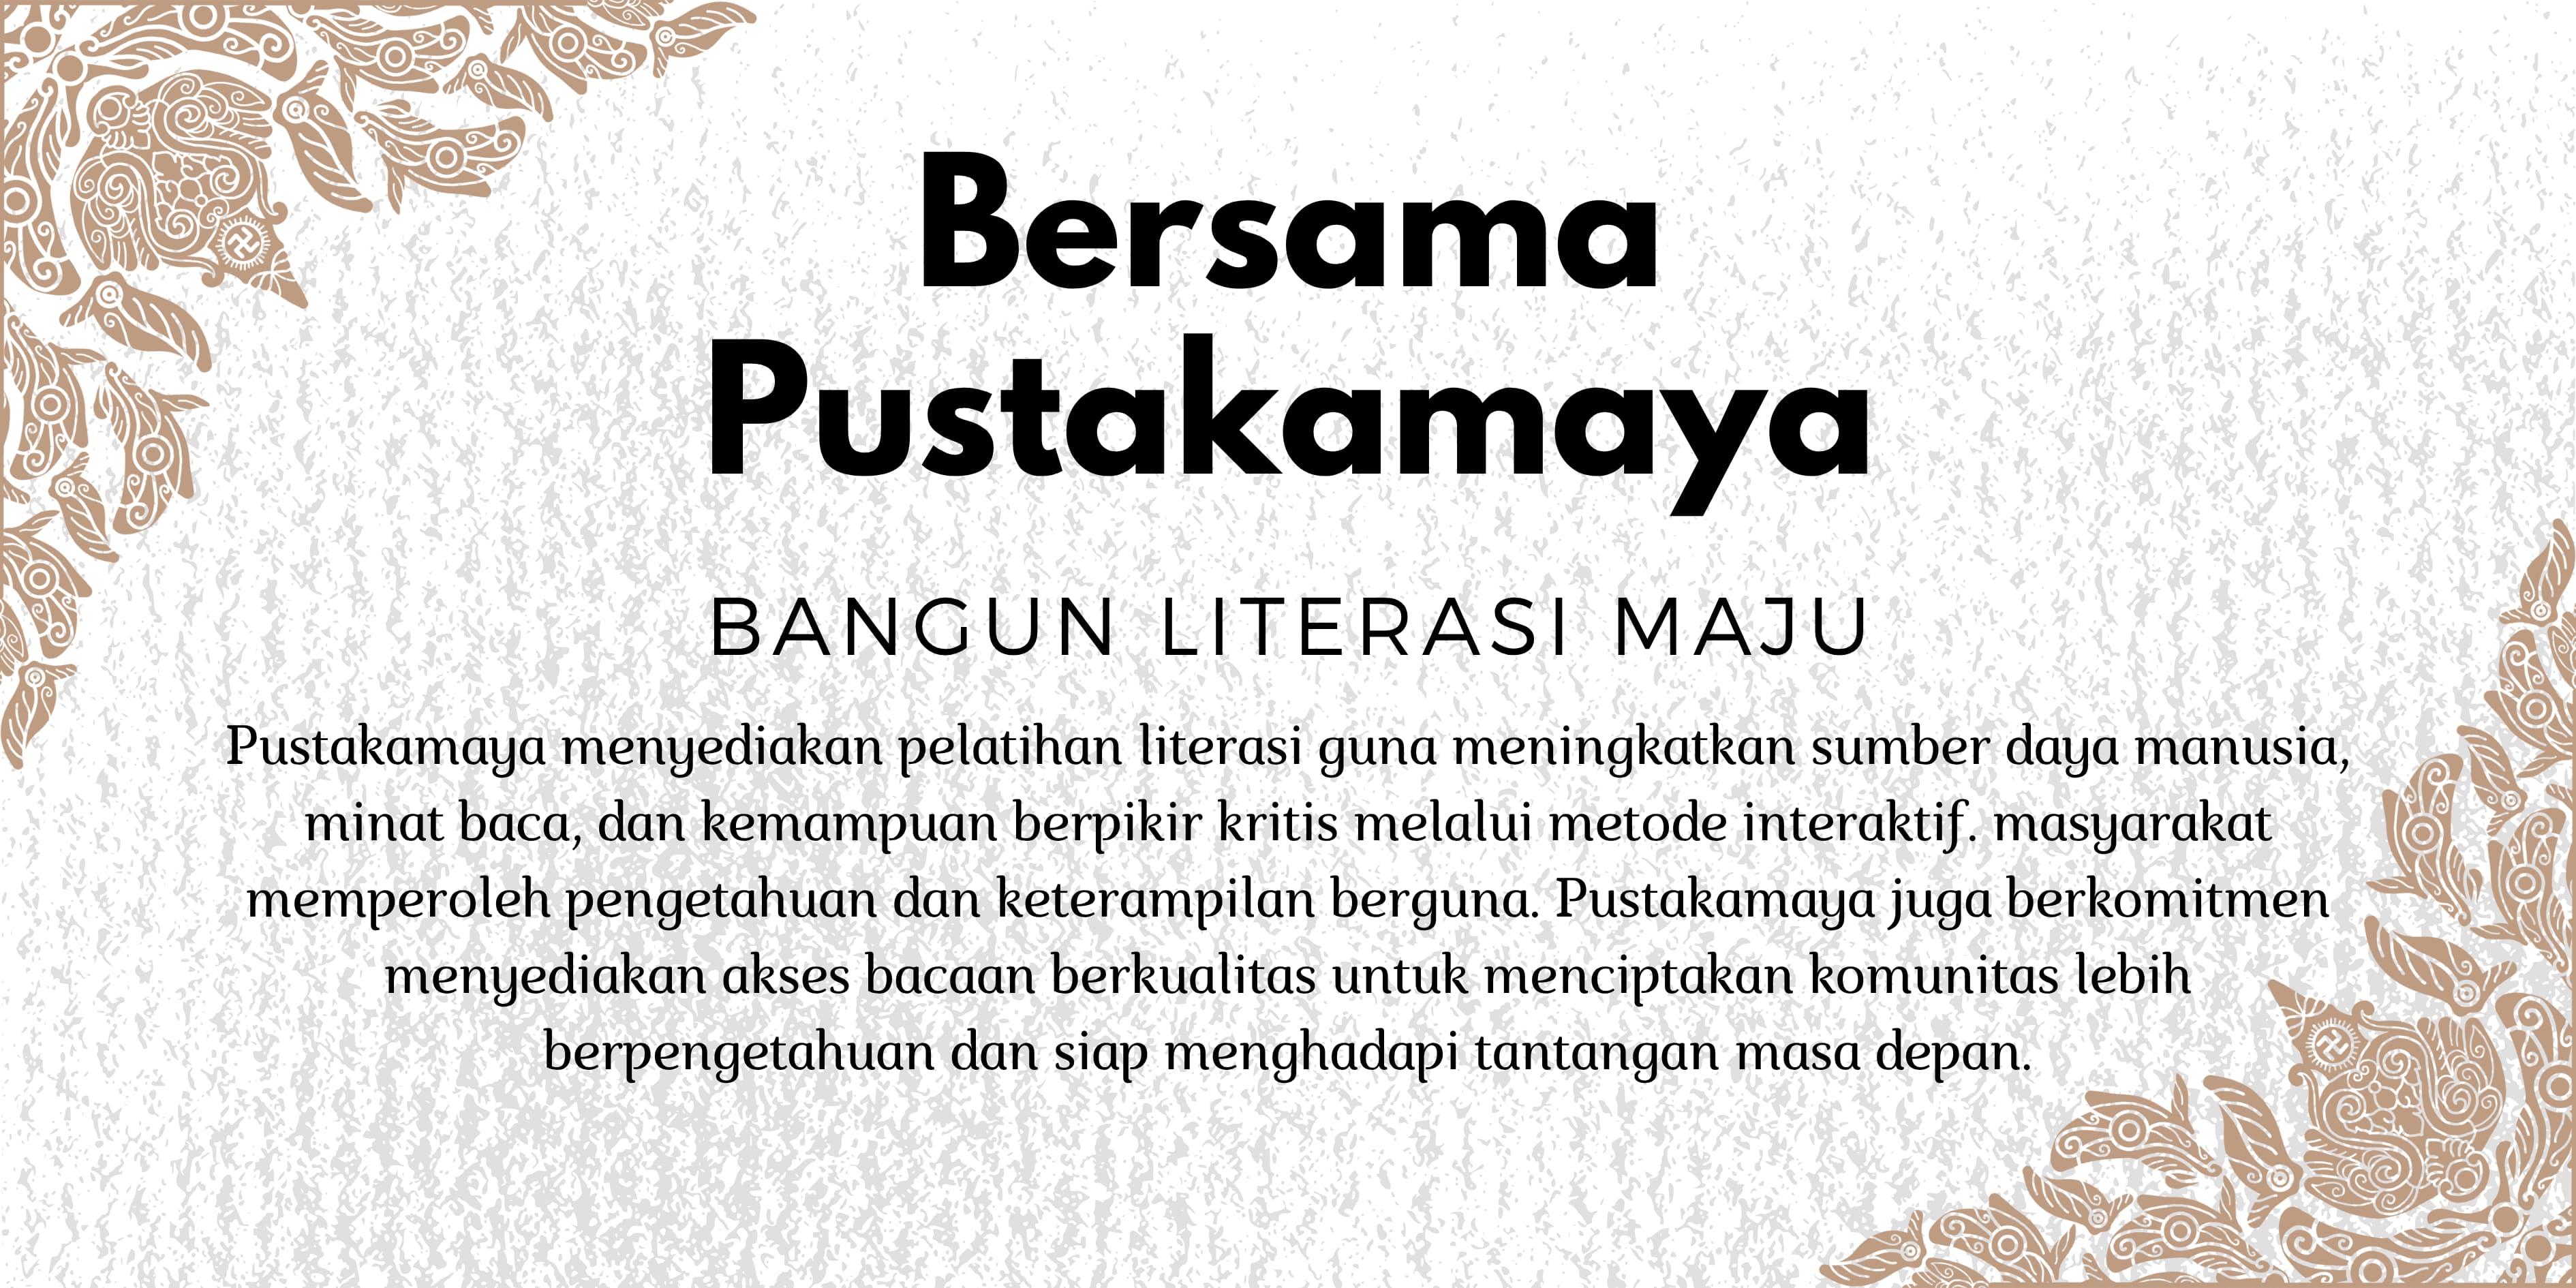 Bersama
Pustakamaya
BANGUN LITERASI MAJU
Pustakamaya menyediakan pelatihan literasi guna meningkatkan sumber daya manusia,
minat baca, dan kemampuan berpikir kritis melalui metode interaktif. masyarakat
memperoleh pengetahuan dan keterampilan berguna. Pustakamaya juga berkomitmen
menyediakan akses bacaan berkualitas untuk menciptakan komunitas lebih
berpengetahuan dan siap menghadapi tantangan masa depan.